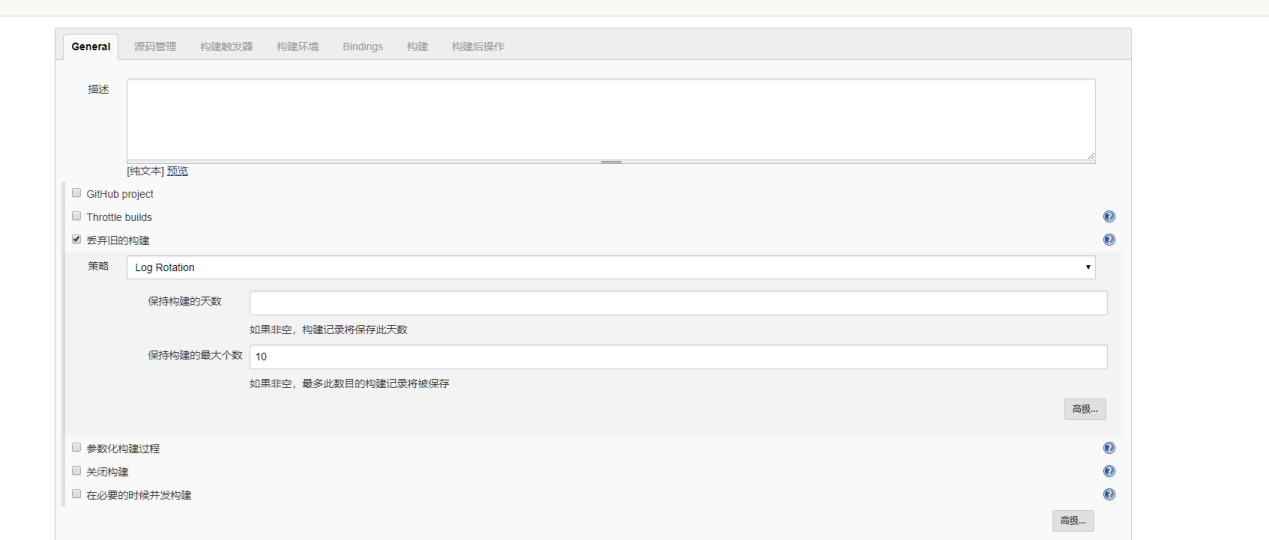 General 源码管理 构建触发器 构建环境 Bindings 构建 构建后操作
描述
[纯文本] 预览
GitHub project
Throttle builds
丢弃旧的构建
策略 Log Rotation
保持构建的天数
如果非空，构建记录将保存此天数
保持构建的最大个数 10
如果非空，最多此数目的构建记录将被保存
高级...
参数化构建过程
关闭构建
在必要的时候并发构建
高级...